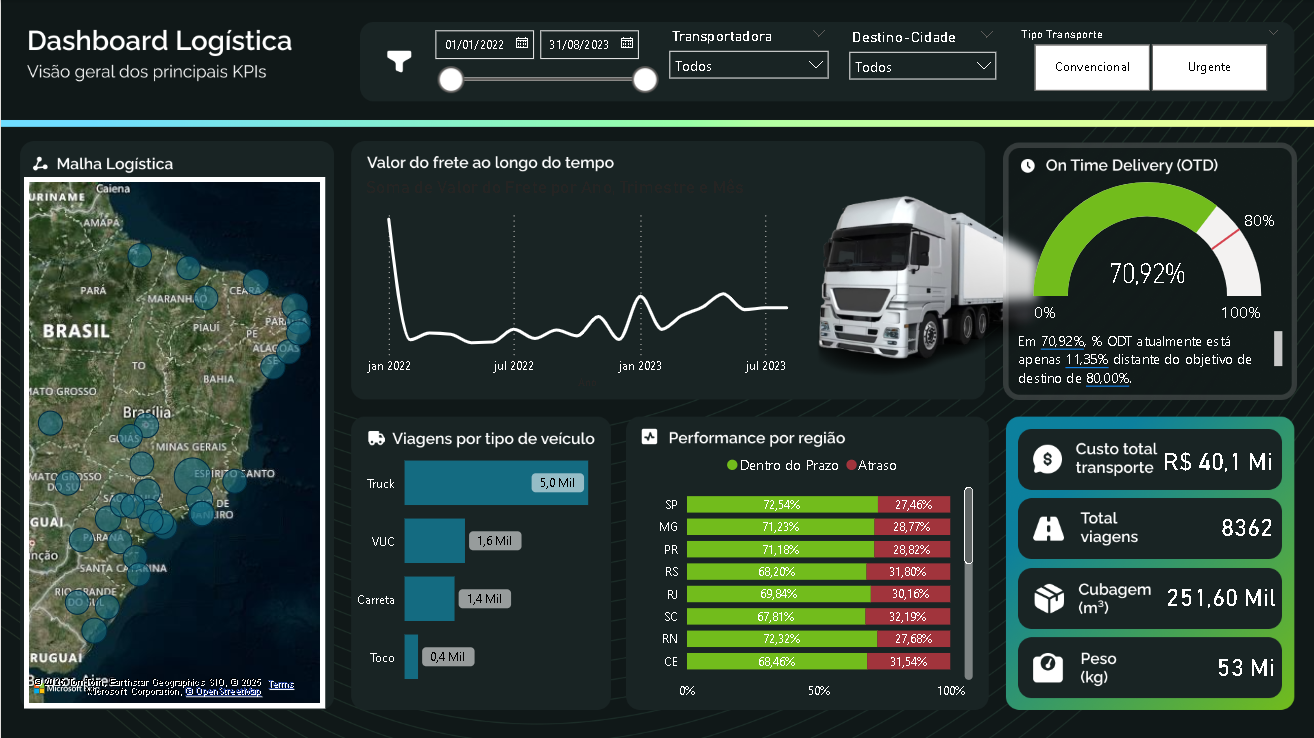 Dashboard Logística
Visão geral dos principais KPIs
01/01/2022
31/08/2023
Transportadora
Todos
Destino-Cidade
Todos
Tipo Transporte
Convencional
Urgente
Malha Logística
Caiena
URINAME
AMAPÁ
PARÁ
MARANHÃO
CEARÁ
BRASIL
PIAUÍ
PE
ALAGOAS
SE
TO
BAHIA
MATO GROSSO
Brasília
GOIÁS
MINAS GERAIS
MATO GROSSO
DO SUL
ESPÍRITO SANTO
DE
JANEIRO
GUAI
PARANÁ
nção
SANTA CATARINA
RIO GRANDE
DO SUL
RUGUAI
Earthstar Geographics SIO, © 2025
Microsoft Corporation, © OpenStreetMap
Terms
Valor do frete ao longo do tempo
jan 2022
jul 2022
jan 2023
jul 2023
On Time Delivery (OTD)
80%
70,92%
0%
100%
Em 70,92%, % ODT atualmente está
apenas 11,35% distante do objetivo de
destino de 80,00%.
Viagens por tipo de veículo
Truck
5,0 Mil
VUC
1,6 Mil
Carreta
1,4 Mil
Toco
0,4 Mil
Performance por região
Dentro do Prazo Atraso
SP 72,54% 27,46%
MG 71,23% 28,77%
PR 71,18% 28,82%
RS 68,20% 31,80%
RJ 69,84% 30,16%
SC 67,81% 32,19%
RN 72,32% 27,68%
CE 68,46% 31,54%
0% 50% 100%
Custo total
transporte
R$ 40,1 Mi
Total
viagens
8362
Cubagem
(m³)
251,60 Mil
Peso
(kg)
53 Mi